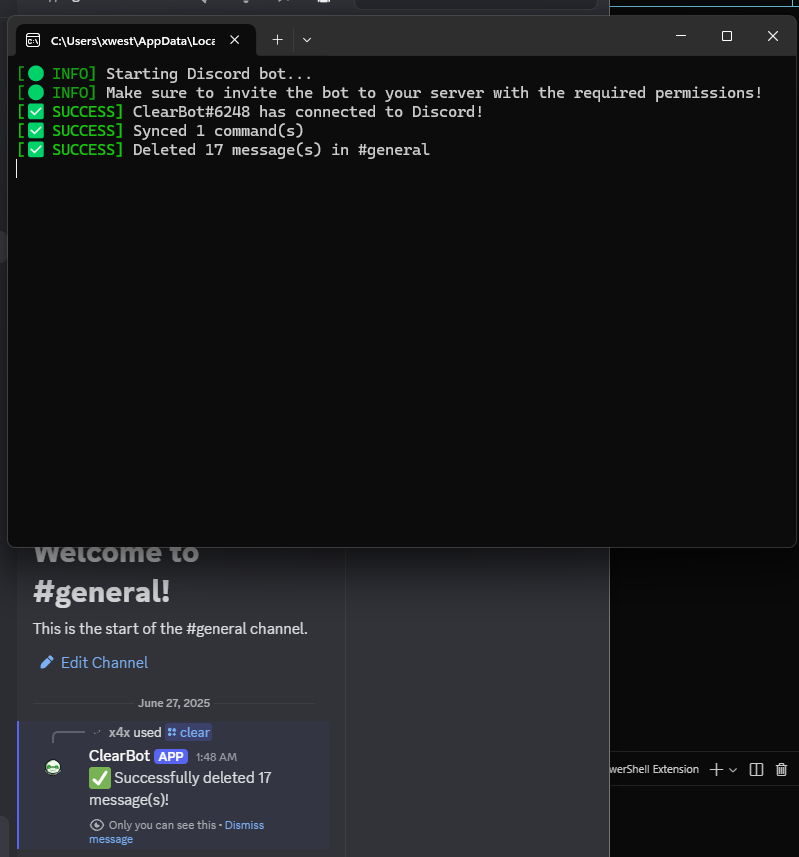 C:\Users\xwest\AppData\Loca
[🟢 INFO] Starting Discord bot...
[🟢 INFO] Make sure to invite the bot to your server with the required permissions!
[✅ SUCCESS] ClearBot#6248 has connected to Discord!
[✅ SUCCESS] Synced 1 command(s)
[✅ SUCCESS] Deleted 17 message(s) in #general
Welcome to
#general!
This is the start of the #general channel.
Edit Channel
June 27, 2025
x4x used clear
ClearBot APP 1:48 AM
✅ Successfully deleted 17
message(s)!
Only you can see this • Dismiss
message
werShell Extension